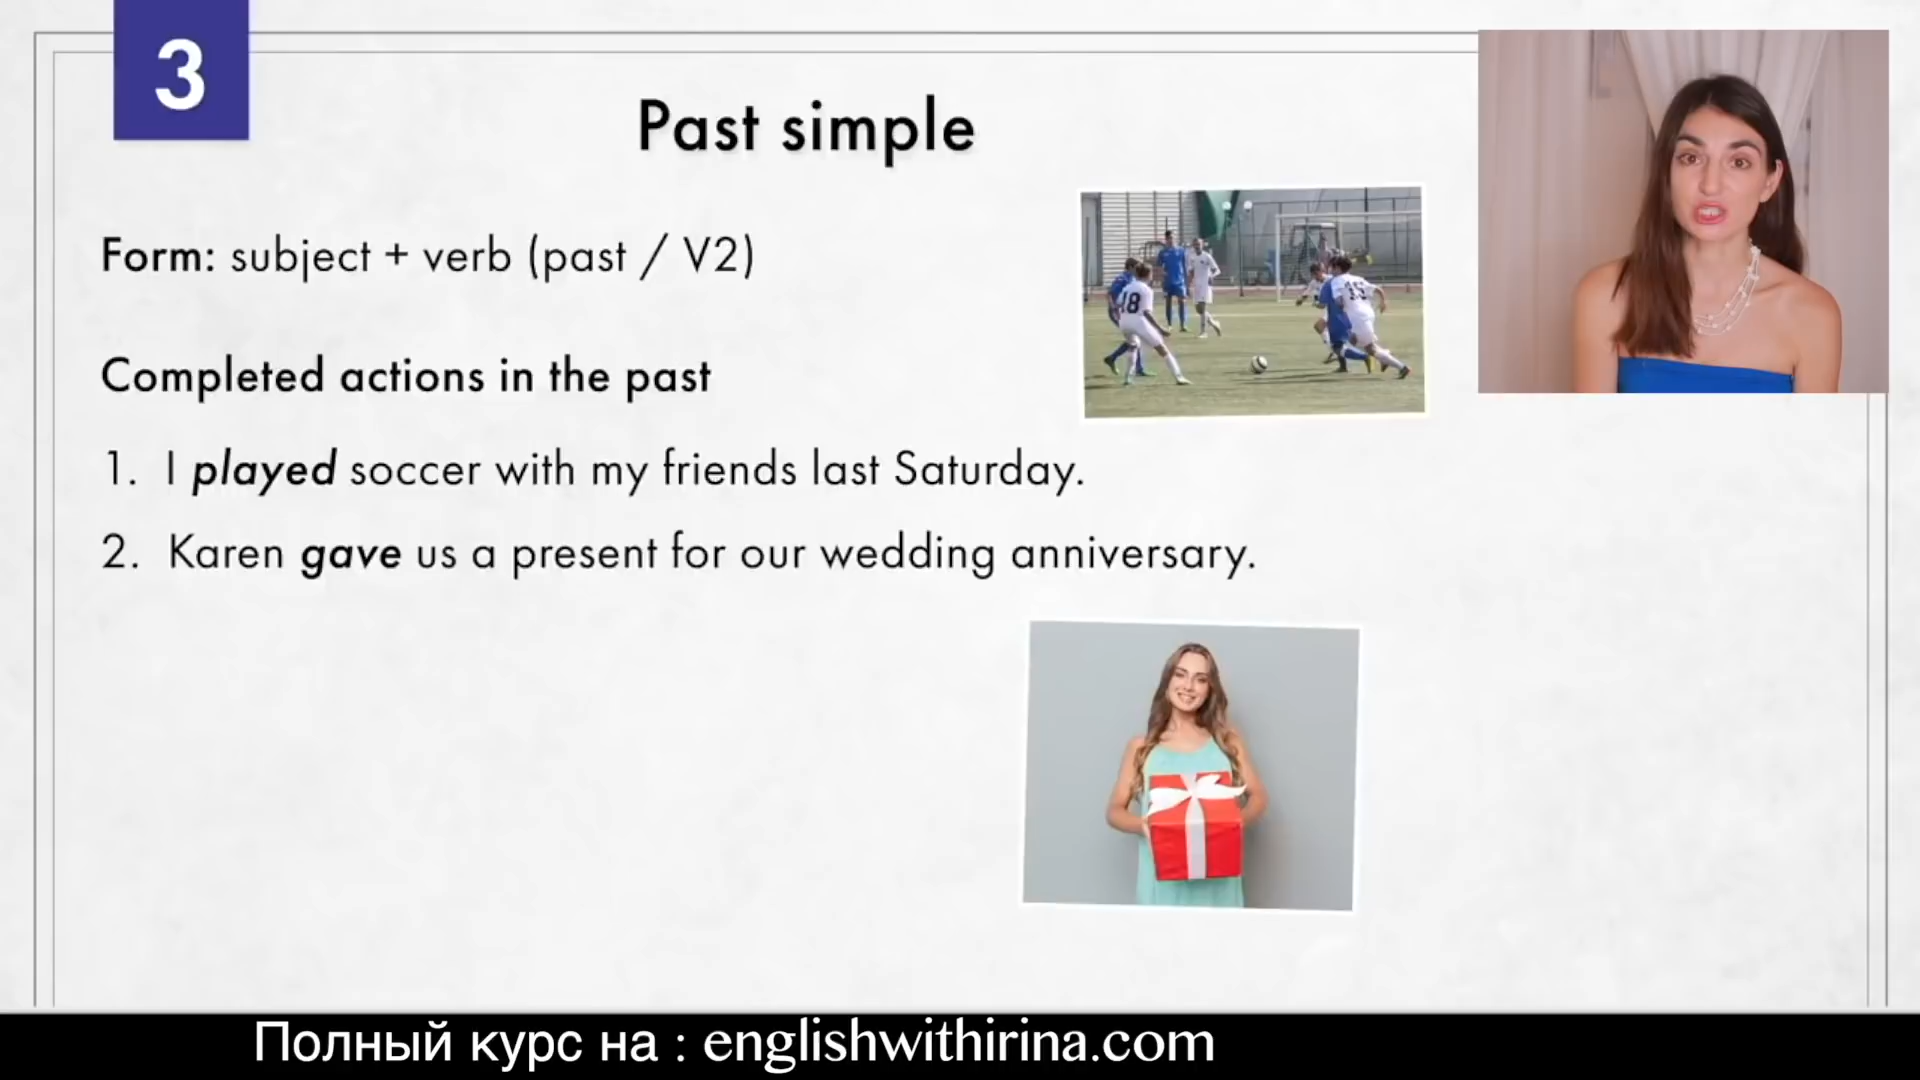 3
Past simple
Form: subject + verb (past / V2)
Completed actions in the past
1. I played soccer with my friends last Saturday.
2. Karen gave us a present for our wedding anniversary.
18
Полный курс на : englishwithirina.com